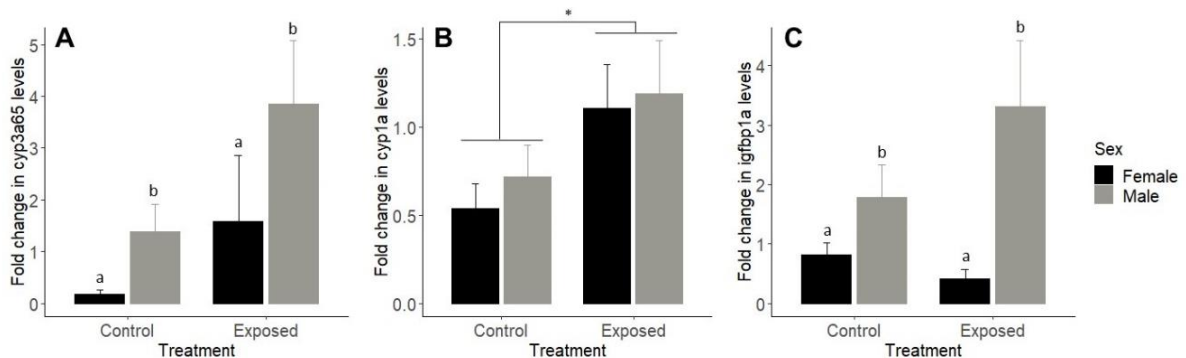 A
Fold change in cyp3a65 levels
5
4
3
2
1
0
a
b
a
b
Control
Exposed
Treatment
B
Fold change in cyp1a levels
1.5
1.0
0.5
0.0
*
Control
Exposed
Treatment
C
Fold change in igfbp1a levels
4
3
2
1
0
a
b
a
b
Control
Exposed
Treatment
Sex
Female
Male